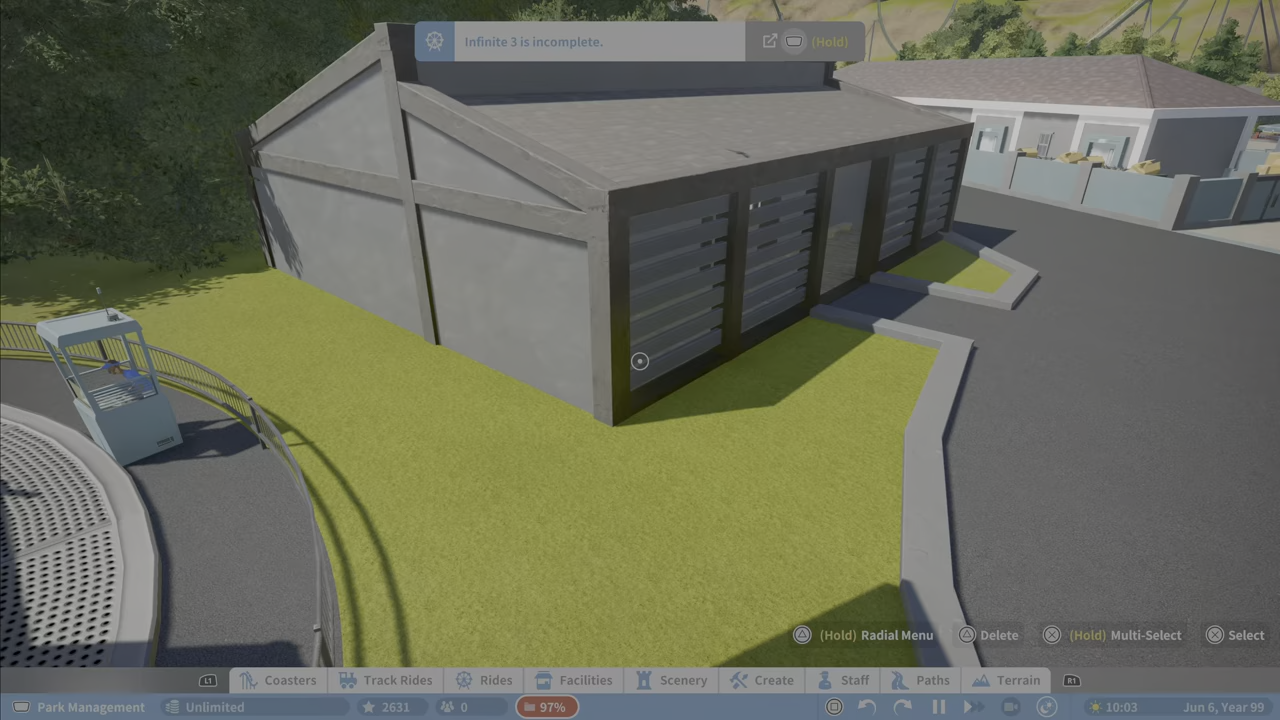 Infinite 3 is incomplete.
(Hold)
(Hold) Radial Menu
Delete
(Hold) Multi-Select
Select
L1
Coasters
Track Rides
Rides
Facilities
Scenery
Create
Staff
Paths
Terrain
R1
Park Management
Unlimited
2631
0
97%
10:03
Jun 6, Year 99